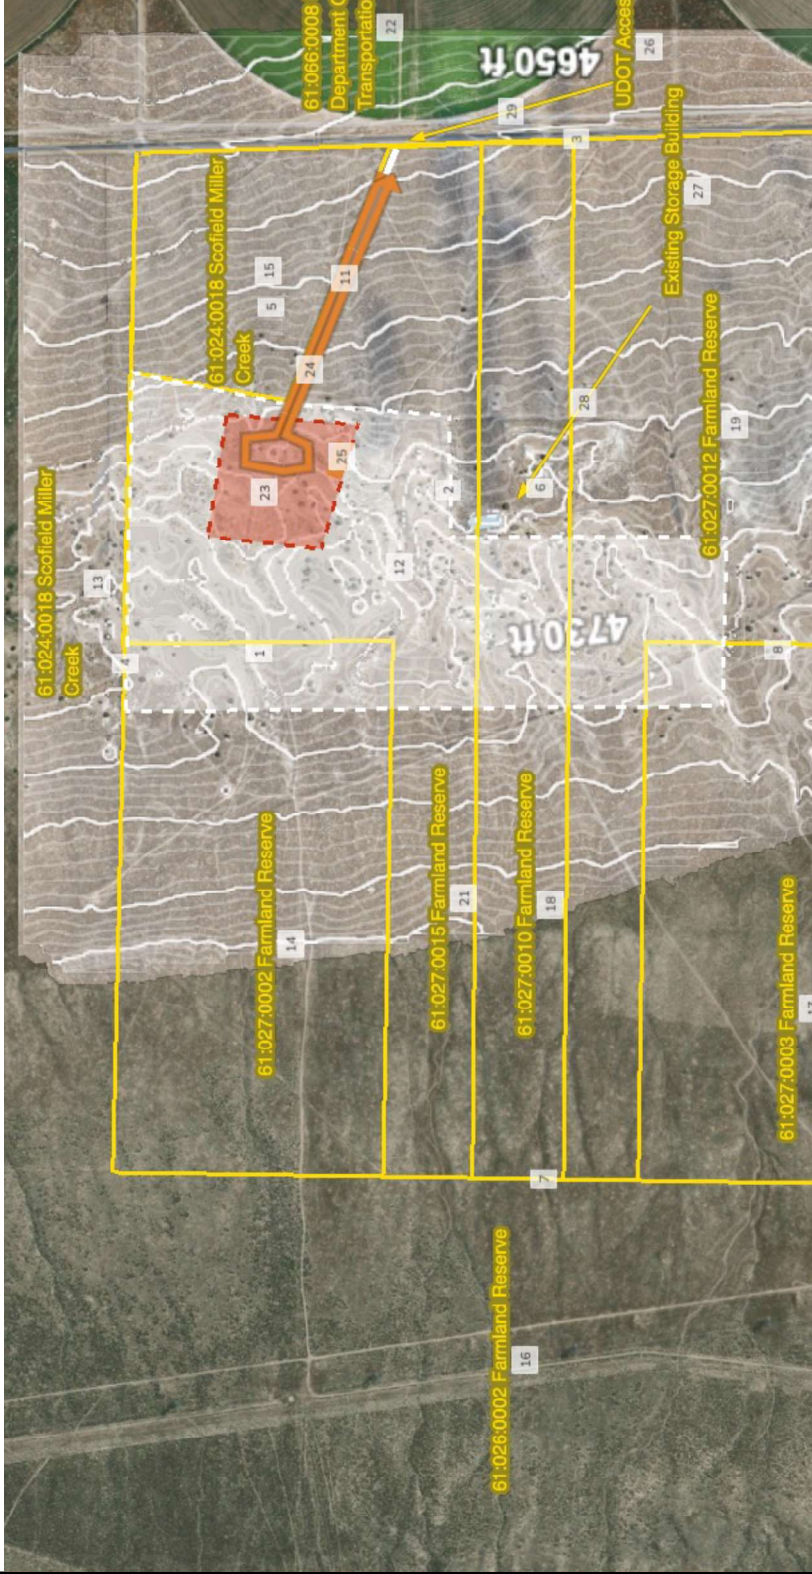 61:066:0008
Department
Transportatio
22
4650 ft
UDOT Acces
26
29
3
Existing Storage Building
27
61:024:0018 Scofield Miller
Creek
15
5
11
24
28
61:027:0012 Farmland Reserve
19
61:024:0018 Scofield Miller
Creek
13
23
25
2
6
12
4730 ft
4
1
8
61:027:0002 Farmland Reserve
14
61:027:0015 Farmland Reserve
21
61:027:0010 Farmland Reserve
18
61:027:0003 Farmland Reserve
7
61:026:0002 Farmland Reserve
16